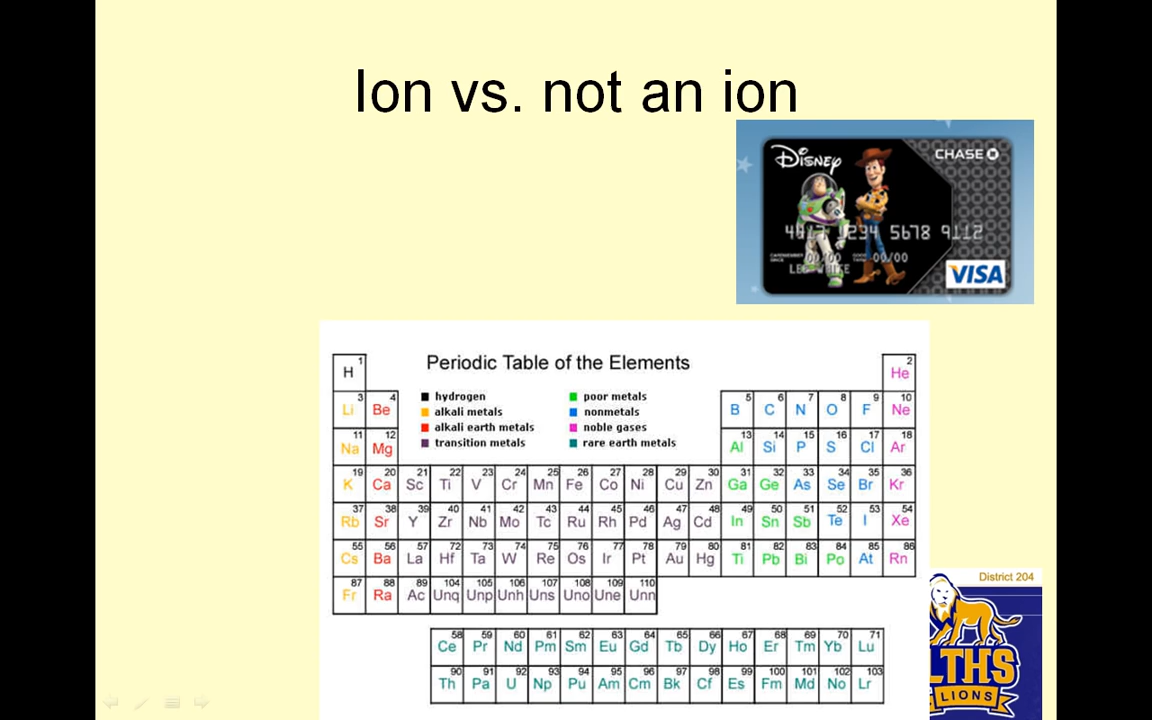 Ion vs. not an ion
Disney CHASE
4417 1234 5678 9112
00/00 00/00
VISA
Periodic Table of the Elements
hydrogen
alkali metals
alkali earth metals
transition metals
poor metals
nonmetals
noble gases
rare earth metals
1 2
H He
3 4 5 6 7 8 9 10
Li Be B C N O F Ne
11 12 13 14 15 16 17 18
Na Mg Al Si P S Cl Ar
19 20 21 22 23 24 25 26 27 28 29 30 31 32 33 34 35 36
K Ca Sc Ti V Cr Mn Fe Co Ni Cu Zn Ga Ge As Se Br Kr
37 38 39 40 41 42 43 44 45 46 47 48 49 50 51 52 53 54
Rb Sr Y Zr Nb Mo Tc Ru Rh Pd Ag Cd In Sn Sb Te I Xe
55 56 57 72 73 74 75 76 77 78 79 80 81 82 83 84 85 86
Cs Ba La Hf Ta W Re Os Ir Pt Au Hg Ti Pb Bi Po At Rn
87 88 89 104 105 106 107 108 109 110
Fr Ra Ac Unq Unp Unh Uns Uno Une Unn
58 59 60 61 62 63 64 65 66 67 68 69 70 71
Ce Pr Nd Pm Sm Eu Gd Tb Dy Ho Er Tm Yb Lu
90 91 92 93 94 95 96 97 98 99 100 101 102 103
Th Pa U Np Pu Am Cm Bk Cf Es Fm Md No Lr
District 204
LTHS
LIONS